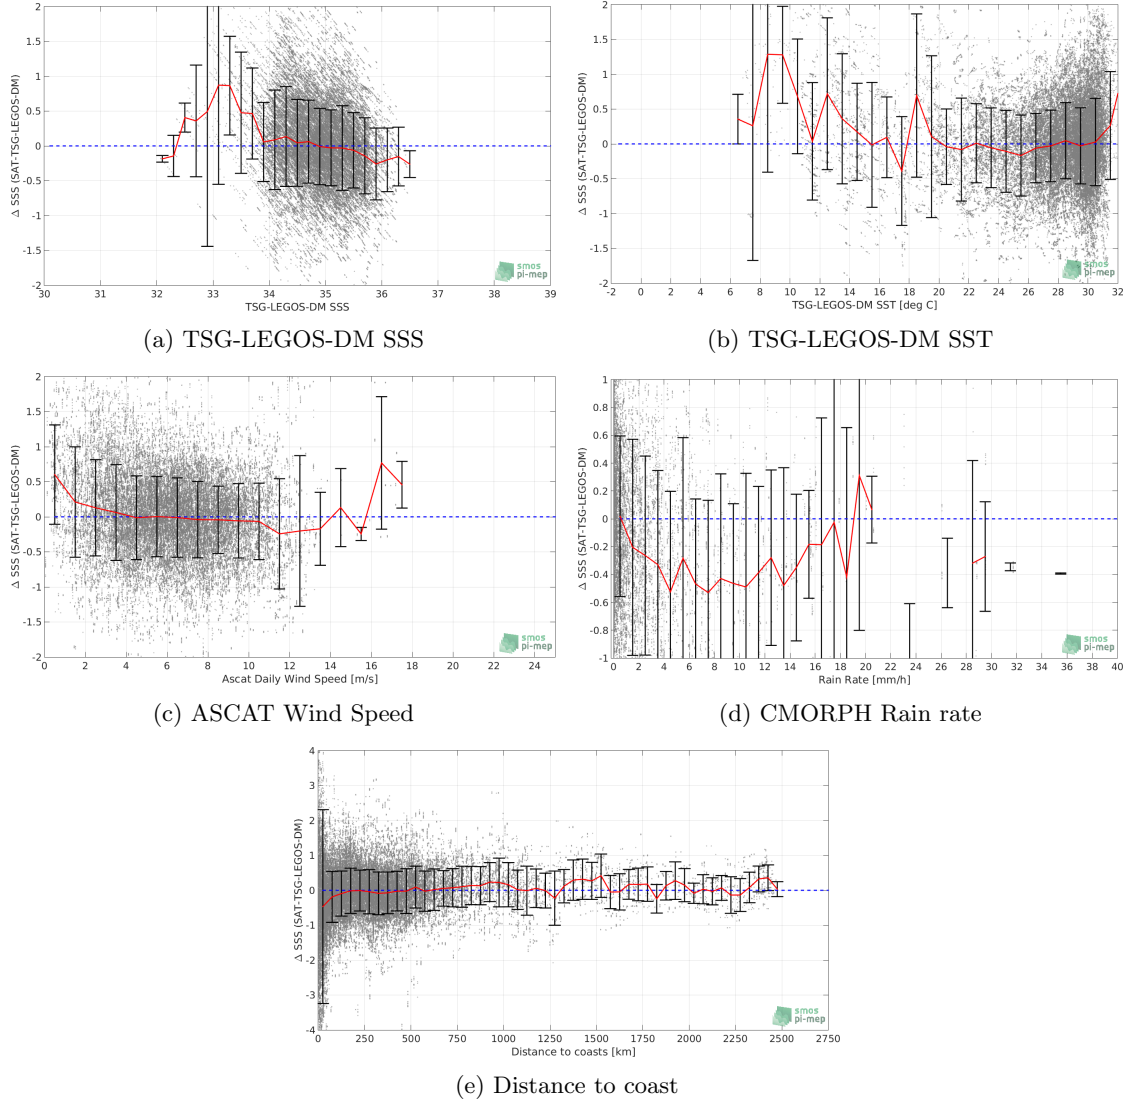 Δ SSS (SAT-TSG-LEGOS-DM)
2
1.5
1
0.5
0
-0.5
-1
-1.5
-2
30 31 32 33 34 35 36 37 38 39
TSG-LEGOS-DM SSS
smos
pi-mep
(a) TSG-LEGOS-DM SSS
Δ SSS (SAT-TSG-LEGOS-DM)
2
1.5
1
0.5
0
-0.5
-1
-1.5
-2
-2 0 2 4 6 8 10 12 14 16 18 20 22 24 26 28 30 32
TSG-LEGOS-DM SST [deg C]
smos
pi-mep
(b) TSG-LEGOS-DM SST
Δ SSS (SAT-TSG-LEGOS-DM)
2
1.5
1
0.5
0
-0.5
-1
-1.5
-2
0 2 4 6 8 10 12 14 16 18 20 22 24
Ascat Daily Wind Speed [m/s]
smos
pi-mep
(c) ASCAT Wind Speed
Δ SSS (SAT-TSG-LEGOS-DM)
1
0.8
0.6
0.4
0.2
0
-0.2
-0.4
-0.6
-0.8
-1
0 2 4 6 8 10 12 14 16 18 20 22 24 26 28 30 32 34 36 38 40
Rain Rate [mm/h]
smos
pi-mep
(d) CMORPH Rain rate
Δ SSS (SAT-TSG-LEGOS-DM)
4
3
2
1
0
-1
-2
-3
-4
0 250 500 750 1000 1250 1500 1750 2000 2250 2500 2750
Distance to coasts [km]
smos
pi-mep
(e) Distance to coast